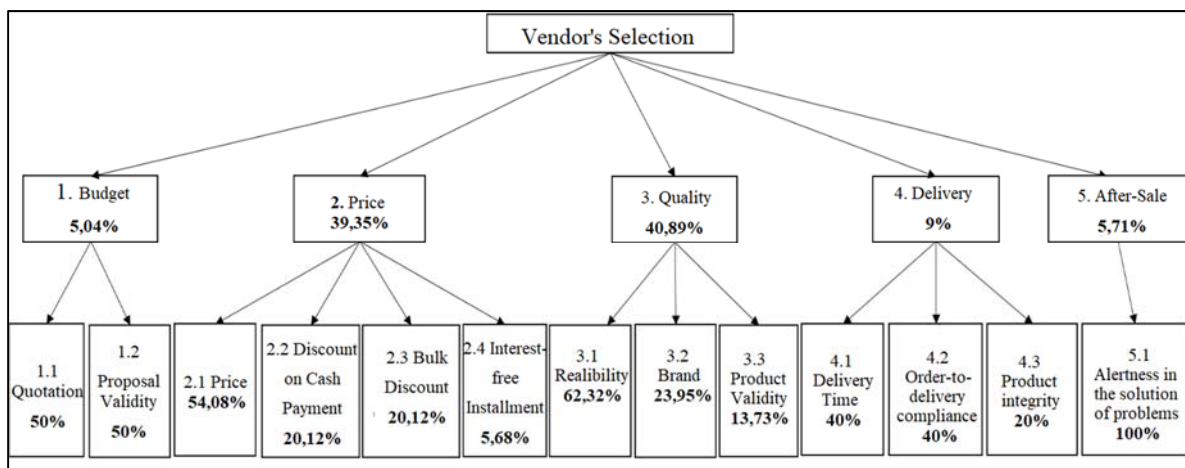 Vendor's Selection
1. Budget
5,04%
2. Price
39,35%
3. Quality
40,89%
4. Delivery
9%
5. After-Sale
5,71%
1.1
Quotation
50%
1.2
Proposal
Validity
50%
2.1 Price
54,08%
2.2 Discount
on Cash
Payment
20,12%
2.3 Bulk
Discount
20,12%
2.4 Interest-
free
Installment
5,68%
3.1
Realibility
62,32%
3.2
Brand
23,95%
3.3
Product
Validity
13,73%
4.1
Delivery
Time
40%
4.2
Order-to-
delivery
compliance
40%
4.3
Product
integrity
20%
5.1
Alertness in
the solution
of problems
100%